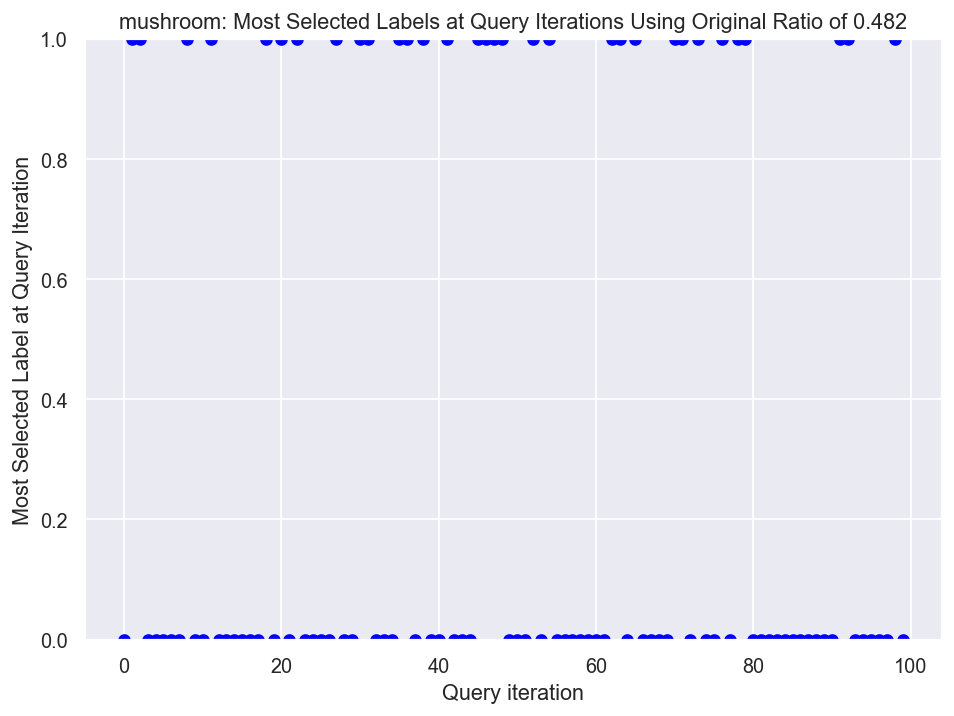 mushroom: Most Selected Labels at Query Iterations Using Original Ratio of 0.482
1.0
0.8
0.6
0.4
0.2
0.0
Most Selected Label at Query Iteration
0 20 40 60 80 100
Query iteration